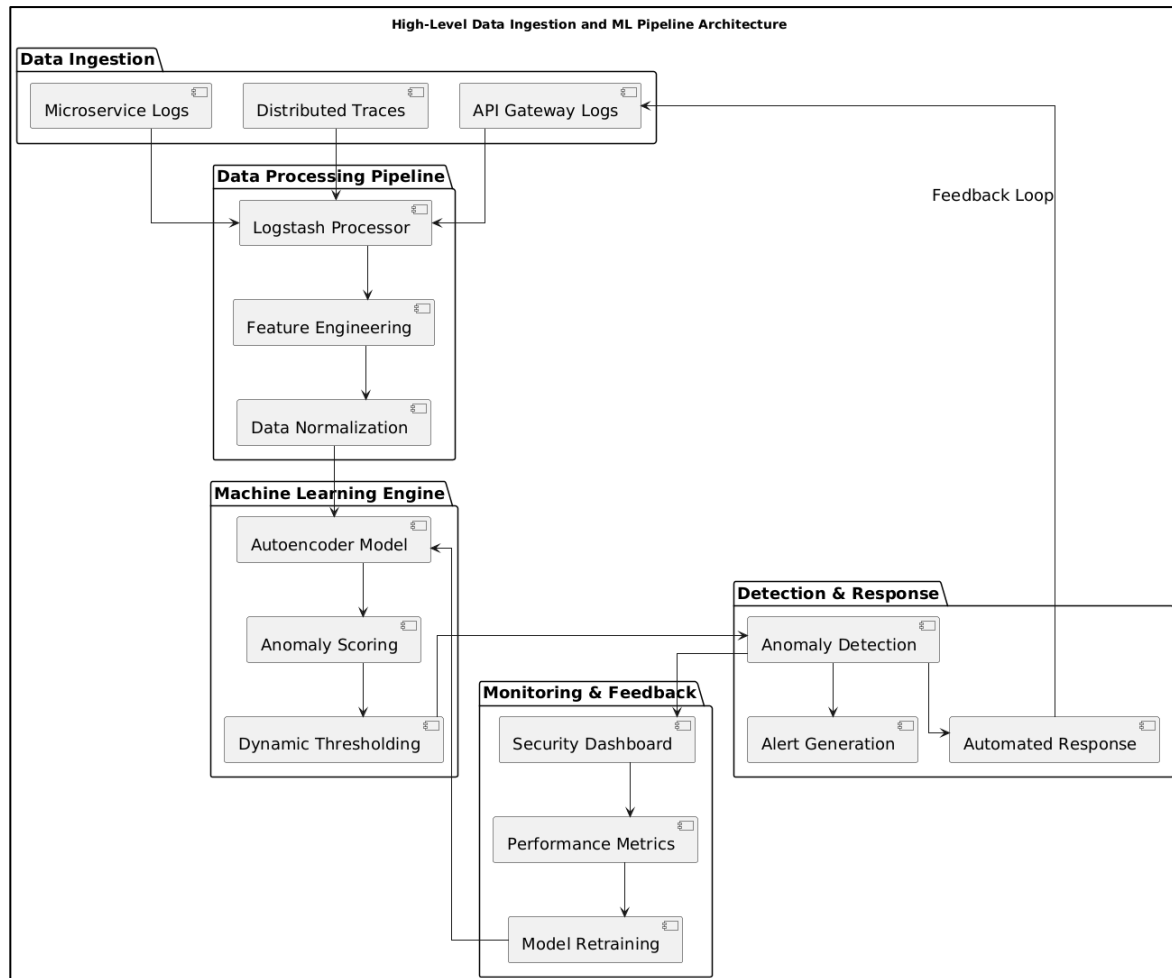 High-Level Data Ingestion and ML Pipeline Architecture
Data Ingestion
Microservice Logs
Distributed Traces
API Gateway Logs
Data Processing Pipeline
Feedback Loop
Logstash Processor
Feature Engineering
Data Normalization
Machine Learning Engine
Autoencoder Model
Detection & Response
Anomaly Scoring
Anomaly Detection
Monitoring & Feedback
Dynamic Thresholding
Security Dashboard
Alert Generation
Automated Response
Performance Metrics
Model Retraining